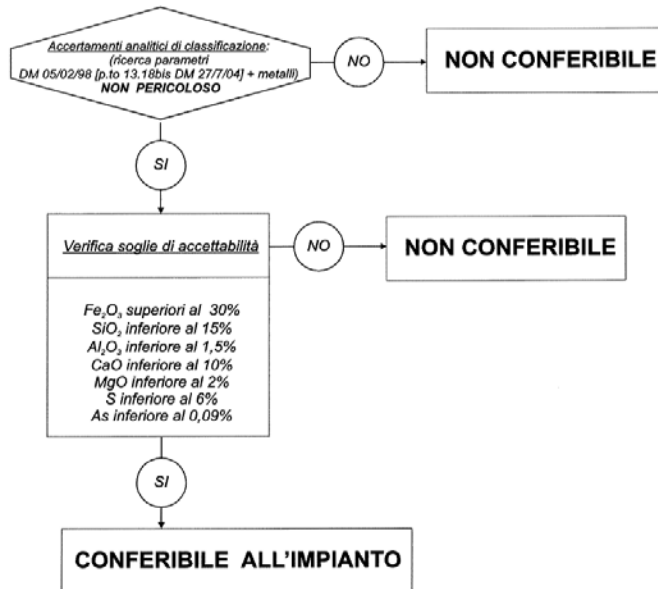 Accertamenti analitici di classificazione:
(ricerca parametri
DM 05/02/98 [p.to 13.18bis DM 27/7/04] + metalli)
NON PERICOLOSO
NO
NON CONFERIBILE
SI
Verifica soglie di accettabilità
NO
NON CONFERIBILE
Fe₂O₃ superiori al 30%
SiO₂ inferiore al 15%
Al₂O₃ inferiore al 1,5%
CaO inferiore al 10%
MgO inferiore al 2%
S inferiore al 6%
As inferiore al 0,09%
SI
CONFERIBILE ALL'IMPIANTO